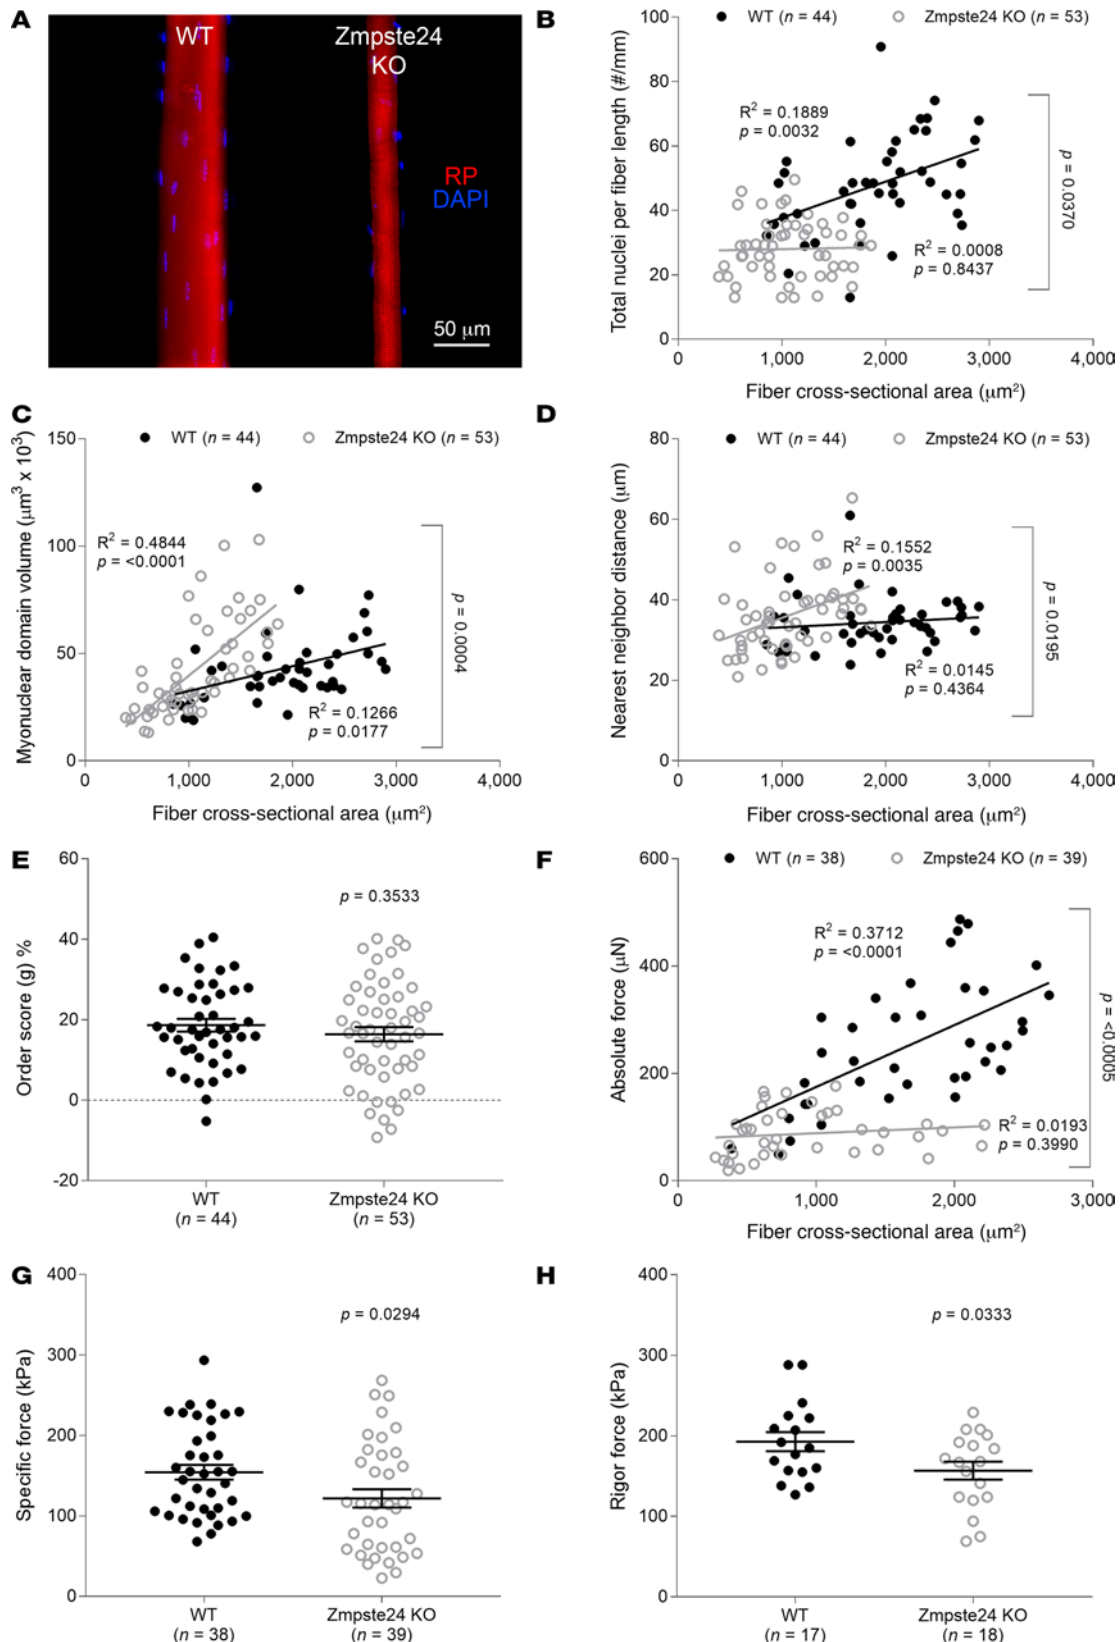 A
WT
Zmpste24
KO
RP
DAPI
50 μm
B
WT (n = 44)
Zmpste24 KO (n = 53)
Total nuclei per fiber length (#/mm)
100
80
60
40
20
0
R² = 0.1889
p = 0.0032
R² = 0.0008
p = 0.8437
p = 0.0370
0
1,000
2,000
3,000
4,000
Fiber cross-sectional area (μm²)
C
WT (n = 44)
Zmpste24 KO (n = 53)
Myonuclear domain volume (μm³ x 10³)
150
100
50
0
R² = 0.4844
p = <0.0001
R² = 0.1266
p = 0.0177
p = 0.0004
0
1,000
2,000
3,000
4,000
Fiber cross-sectional area (μm²)
D
WT (n = 44)
Zmpste24 KO (n = 53)
Nearest neighbor distance (μm)
80
60
40
20
0
R² = 0.1552
p = 0.0035
R² = 0.0145
p = 0.4364
p = 0.0195
0
1,000
2,000
3,000
4,000
Fiber cross-sectional area (μm²)
E
Order score (g) %
60
40
20
0
-20
p = 0.3533
WT
(n = 44)
Zmpste24 KO
(n = 53)
F
WT (n = 38)
Zmpste24 KO (n = 39)
Absolute force (μN)
600
400
200
0
R² = 0.3712
p = <0.0001
R² = 0.0193
p = 0.3990
p = <0.0005
0
1,000
2,000
3,000
Fiber cross-sectional area (μm²)
G
Specific force (kPa)
400
300
200
100
0
p = 0.0294
WT
(n = 38)
Zmpste24 KO
(n = 39)
H
Rigor force (kPa)
400
300
200
100
0
p = 0.0333
WT
(n = 17)
Zmpste24 KO
(n = 18)